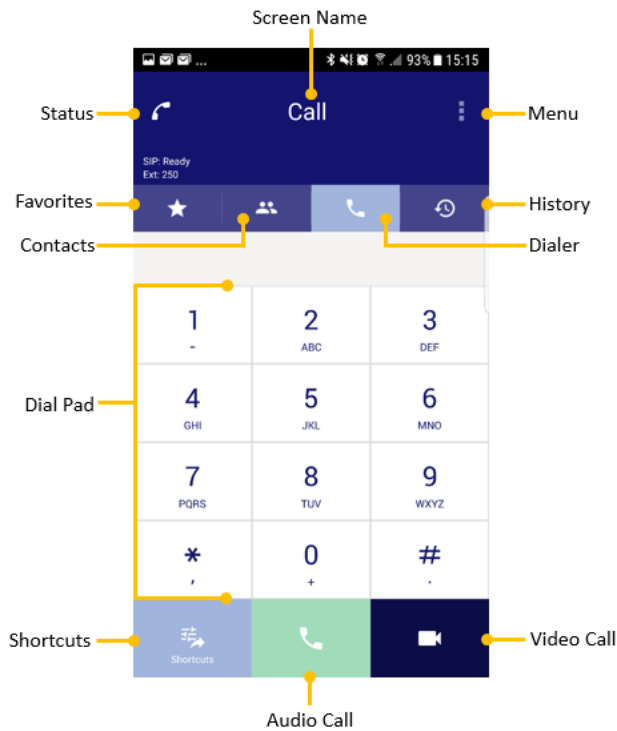 Screen Name
... 93% 15:15
Status
Call
Menu
SIP: Ready
Ext: 250
Favorites
History
Contacts
Dialer
1 2 3
- ABC DEF
Dial Pad
4 5 6
GHI JKL MNO
7 8 9
PQRS TUV WXYZ
* 0 #
, + .
Shortcuts
Shortcuts
Video Call
Audio Call